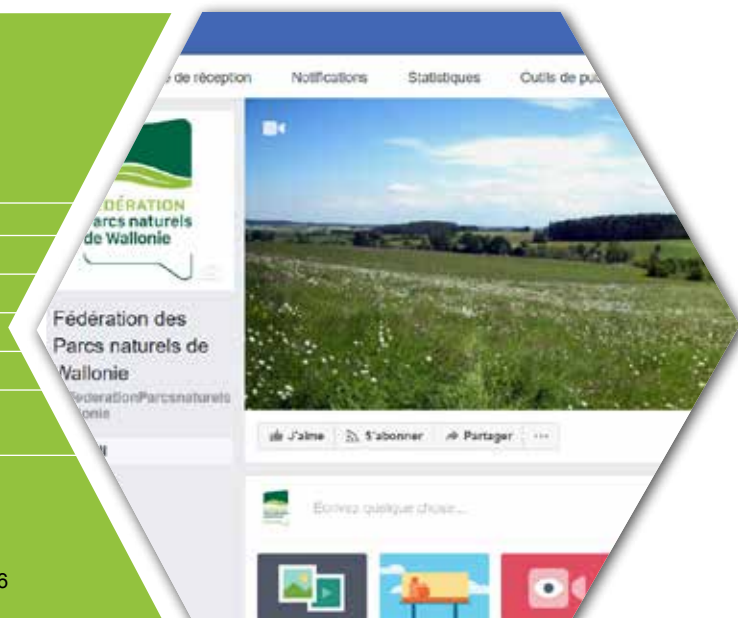 de réception Notifications Statistiques Outils de
FÉDÉRATION
Parcs naturels
de Wallonie
Fédération des
Parcs naturels de
Wallonie
J'aime S'abonner Partager ...
Écrivez quelque chose...
6